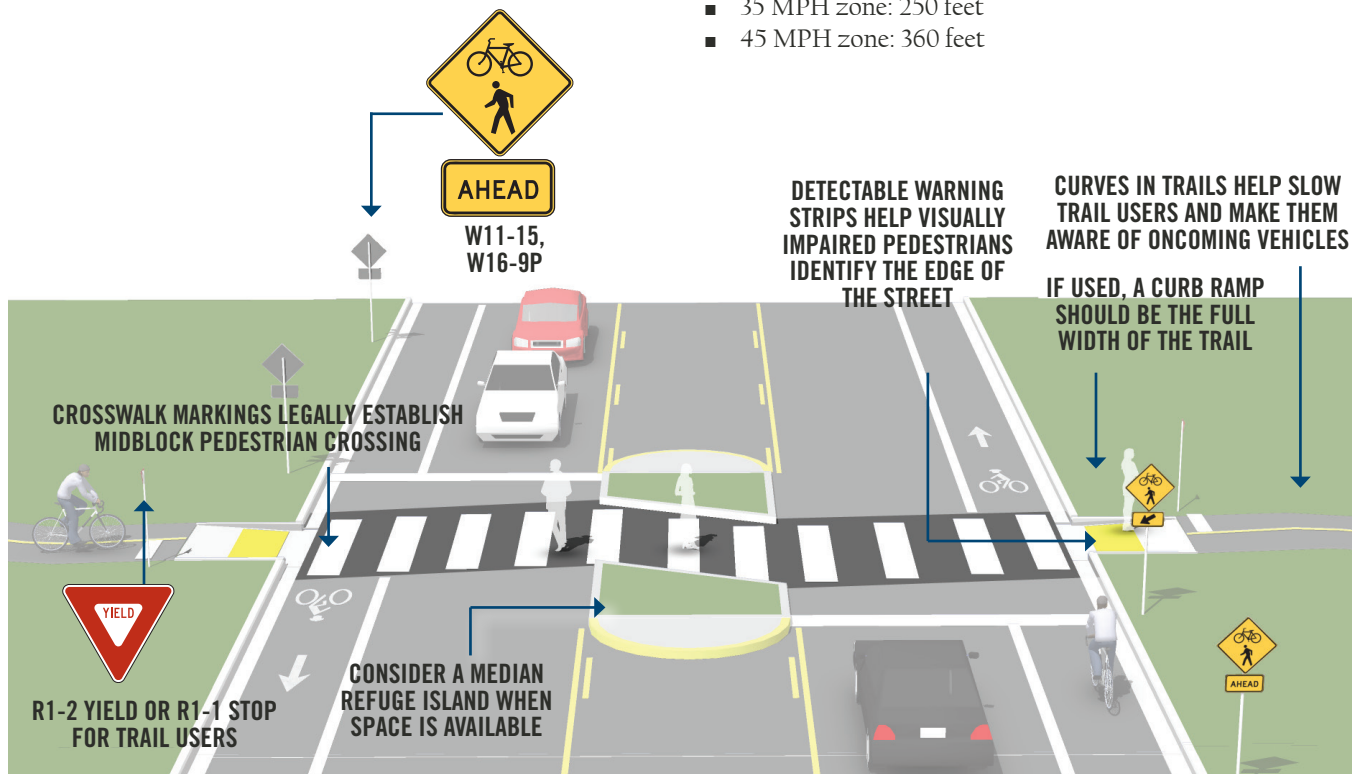 ■ 35 MPH zone: 250 feet
■ 45 MPH zone: 360 feet
AHEAD
W11-15,
W16-9P
DETECTABLE WARNING
STRIPS HELP VISUALLY
IMPAIRED PEDESTRIANS
IDENTIFY THE EDGE OF
THE STREET
CURVES IN TRAILS HELP SLOW
TRAIL USERS AND MAKE THEM
AWARE OF ONCOMING VEHICLES
IF USED, A CURB RAMP
SHOULD BE THE FULL
WIDTH OF THE TRAIL
CROSSWALK MARKINGS LEGALLY ESTABLISH
MIDBLOCK PEDESTRIAN CROSSING
YIELD
R1-2 YIELD OR R1-1 STOP
FOR TRAIL USERS
CONSIDER A MEDIAN
REFUGE ISLAND WHEN
SPACE IS AVAILABLE
AHEAD